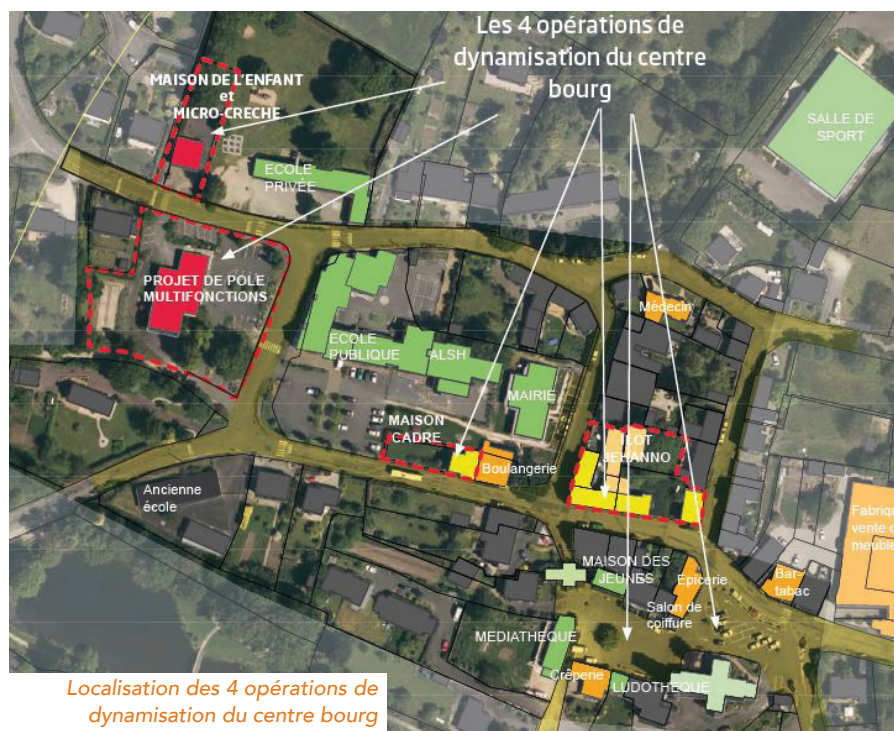 Les 4 opérations de
dynamisation du centre
bourg
MAISON DE L'ENFANT
et
MICRO-CRECHE
SALLE DE
SPORT
ECOLE
PRIVÉE
PROJET DE POLE
MULTIFONCTIONS
Médecin
ECOLE
PUBLIQUE
ALSH
MAIRIE
MAISON
CADRE
ILOT
JEHANNO
Boulangerie
Ancienne
école
Fabriqu
vente d
meuble
MAISON DES
JEUNES
Epicerie
Bar-
tabac
Salon de
coiffure
MEDIATHEQUE
Crêperie
LUDOTHEQUE
Localisation des 4 opérations de
dynamisation du centre bourg